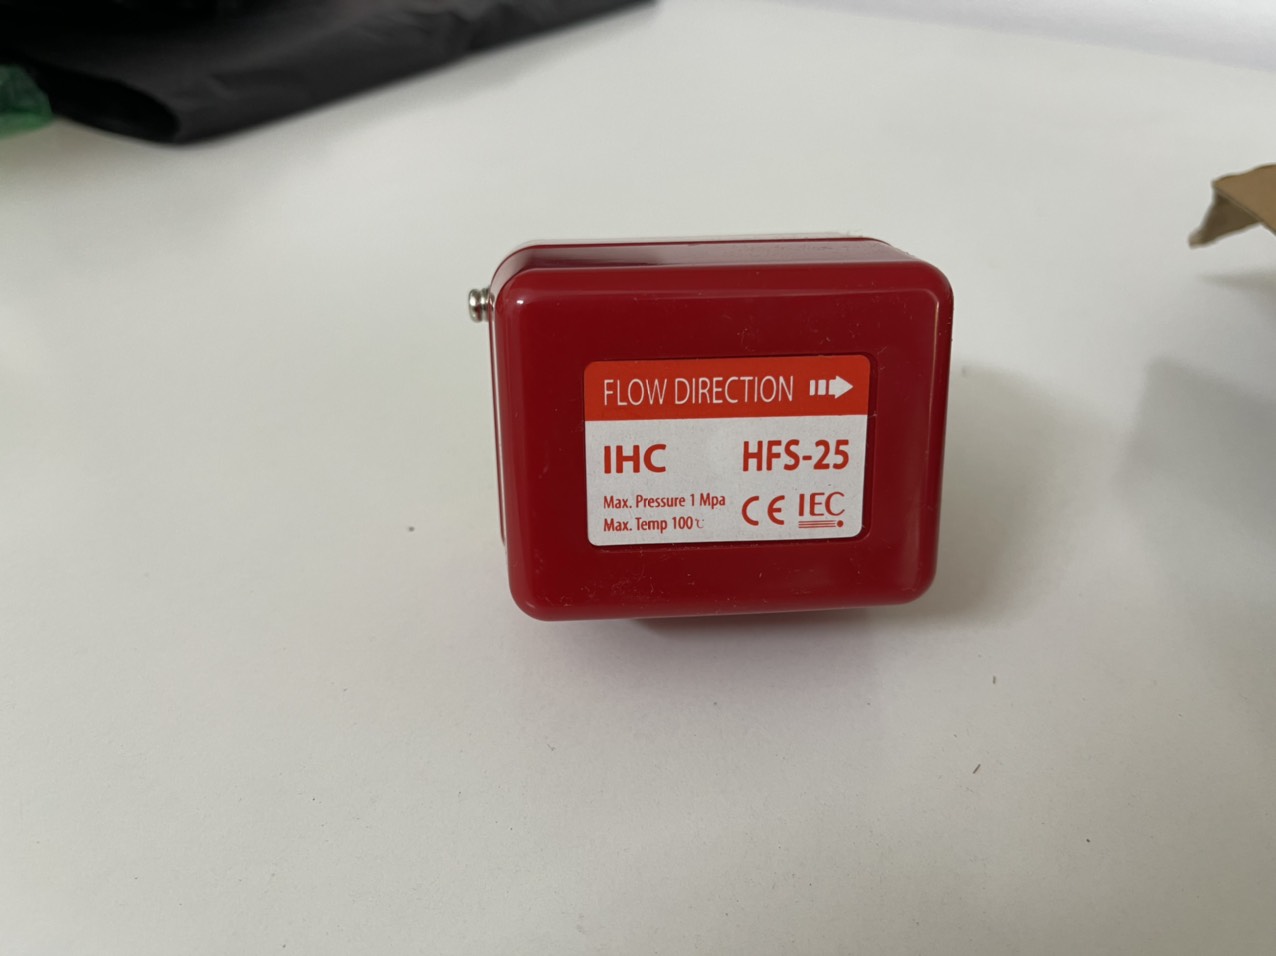 FLOW DIRECTION
IHC HFS-25
Max. Pressure 1 Mpa
Max. Temp 100℃
CE IEC